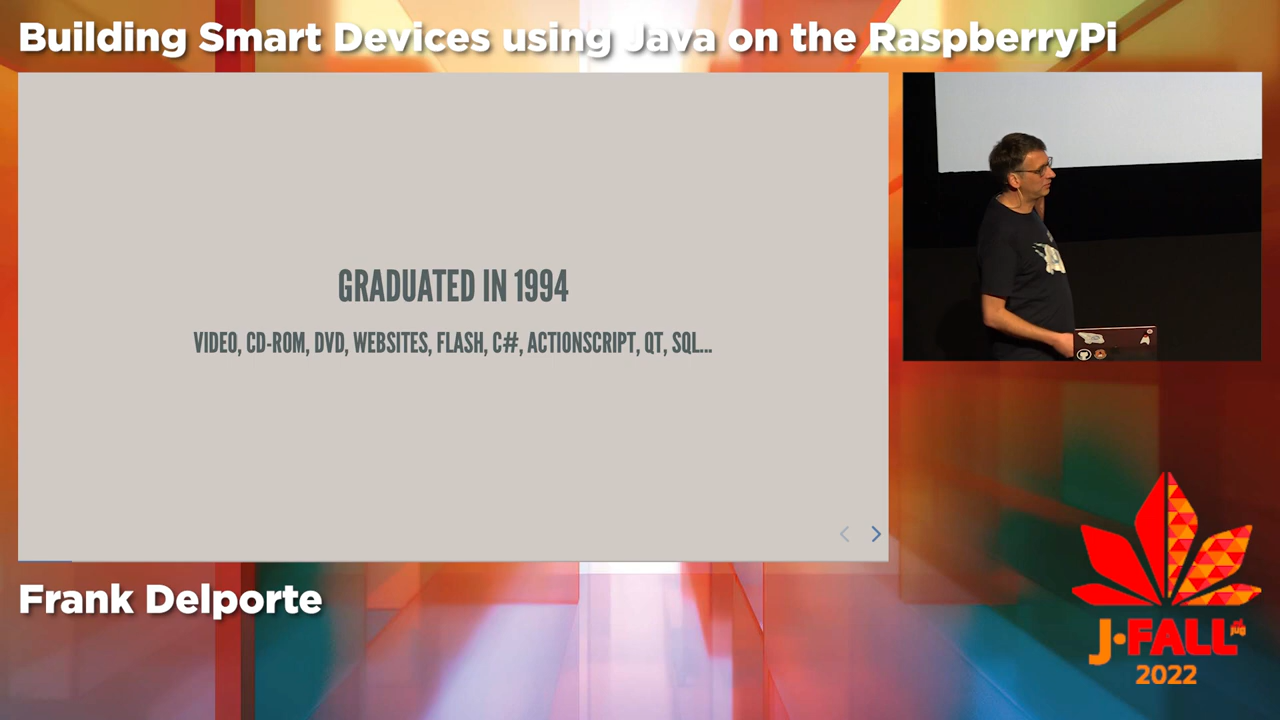 Building Smart Devices using Java on the RaspberryPi
GRADUATED IN 1994
VIDEO, CD-ROM, DVD, WEBSITES, FLASH, C#, ACTIONSCRIPT, QT, SQL...
Frank Delporte
J-FALL
nljug
2022